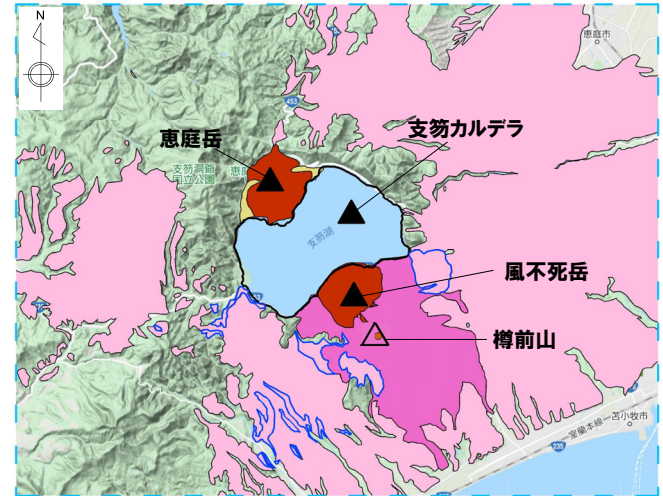 N
恵庭市
453
恵庭岳
支笏カルデラ
支笏洞爺
国立公園
支笏湖
風不死岳
樽前山
苫小牧市
室蘭本線
235